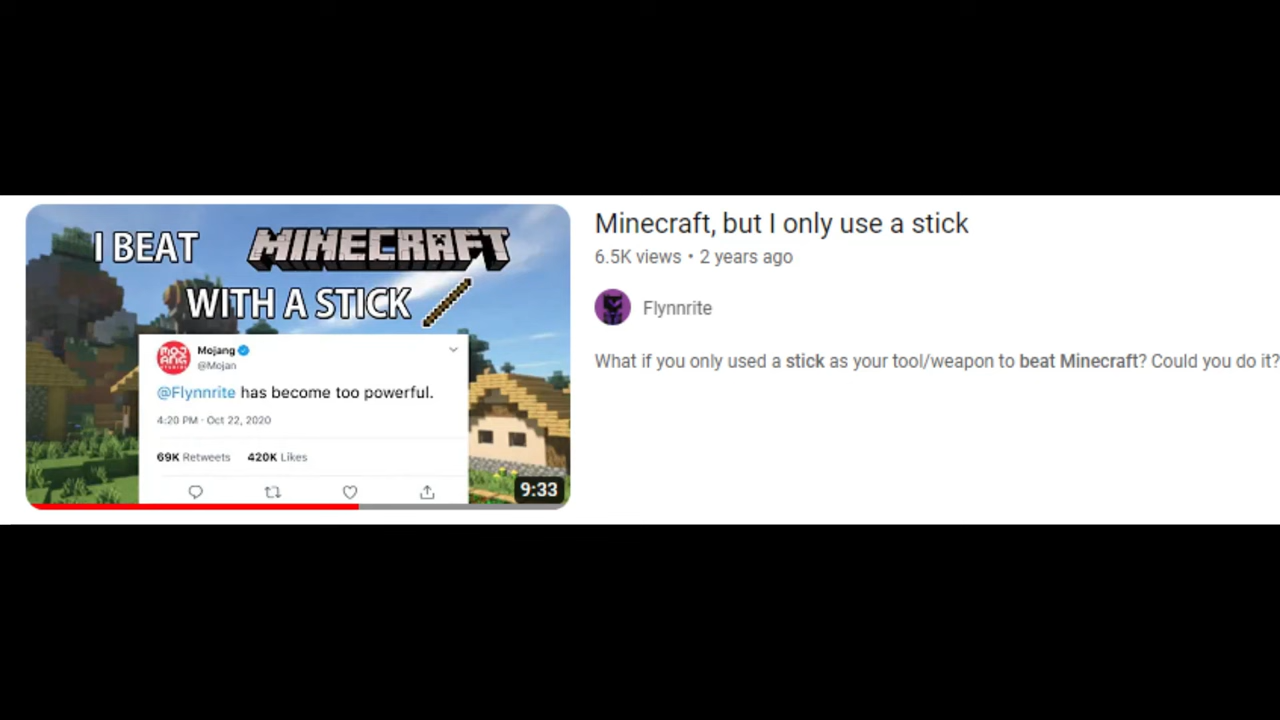 I BEAT MINECRAFT
WITH A STICK
MOJANG STUDIOS
Mojang
@Mojan
@Flynnrite has become too powerful.
4:20 PM · Oct 22, 2020
69K Retweets 420K Likes
9:33
Minecraft, but I only use a stick
6.5K views • 2 years ago
Flynnrite
What if you only used a stick as your tool/weapon to beat Minecraft? Could you do it?